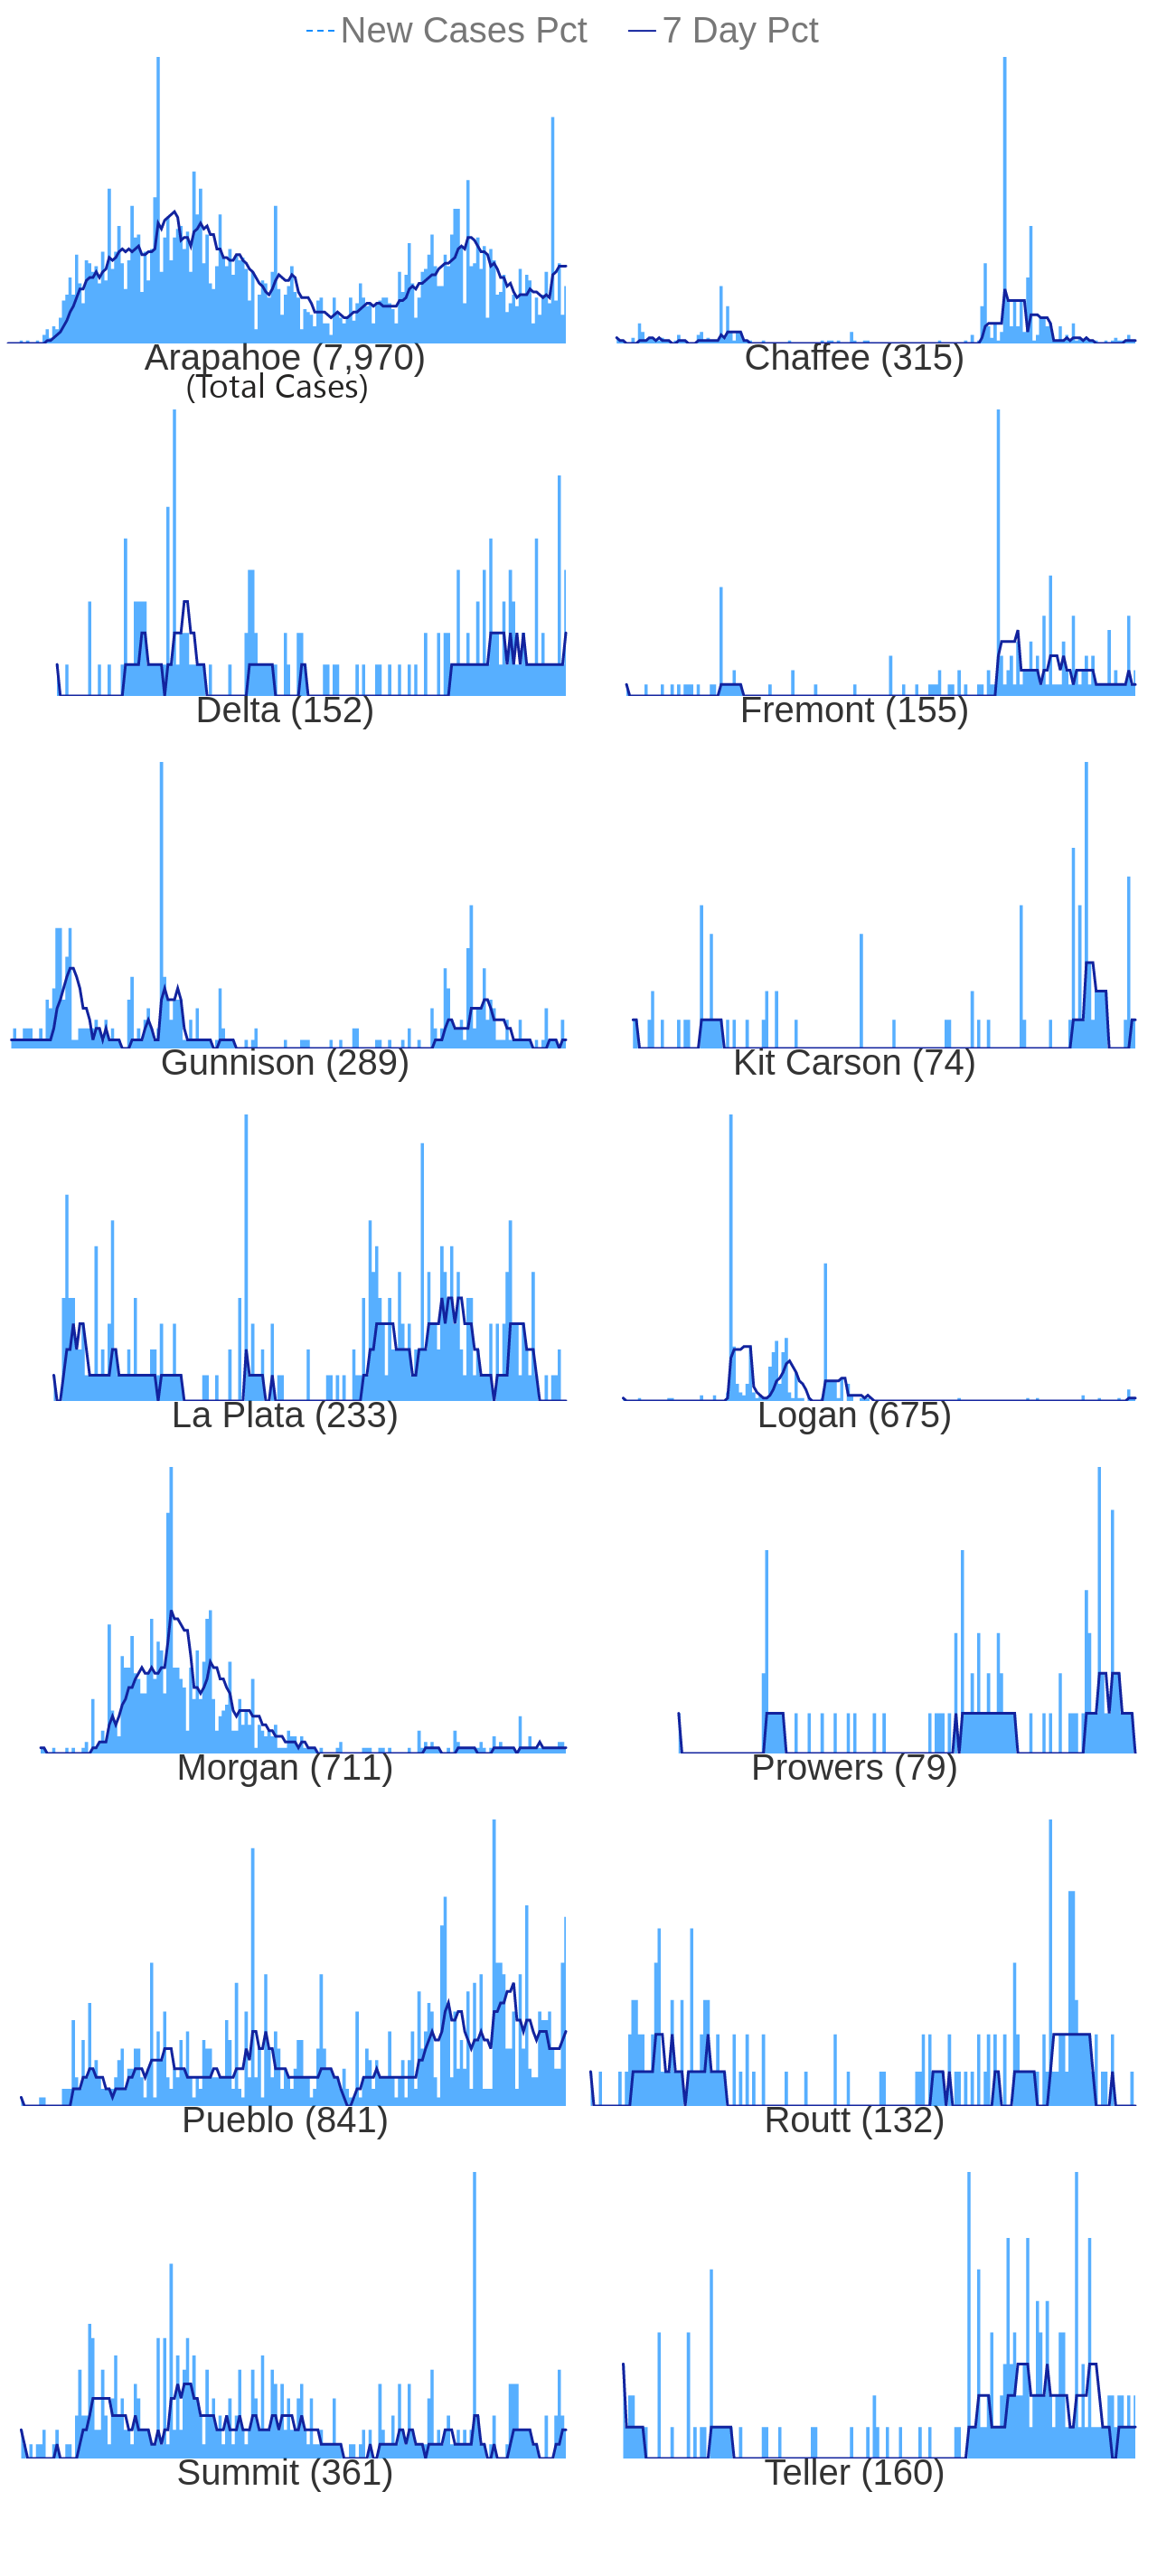 New Cases Pct 7 Day Pct
Arapahoe (7,970) Chaffee (315)
(Total Cases)
Delta (152) Fremont (155)
Gunnison (289) Kit Carson (74)
La Plata (233) Logan (675)
Morgan (711) Prowers (79)
Pueblo (841) Routt (132)
Summit (361) Teller (160)